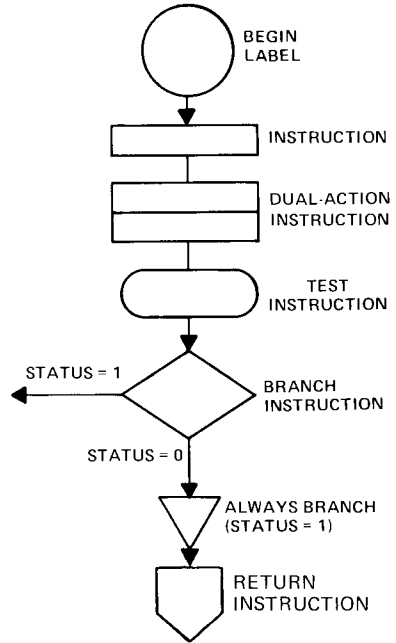 BEGIN
LABEL
INSTRUCTION
DUAL-ACTION
INSTRUCTION
TEST
INSTRUCTION
STATUS = 1
BRANCH
INSTRUCTION
STATUS = 0
ALWAYS BRANCH
(STATUS = 1)
RETURN
INSTRUCTION